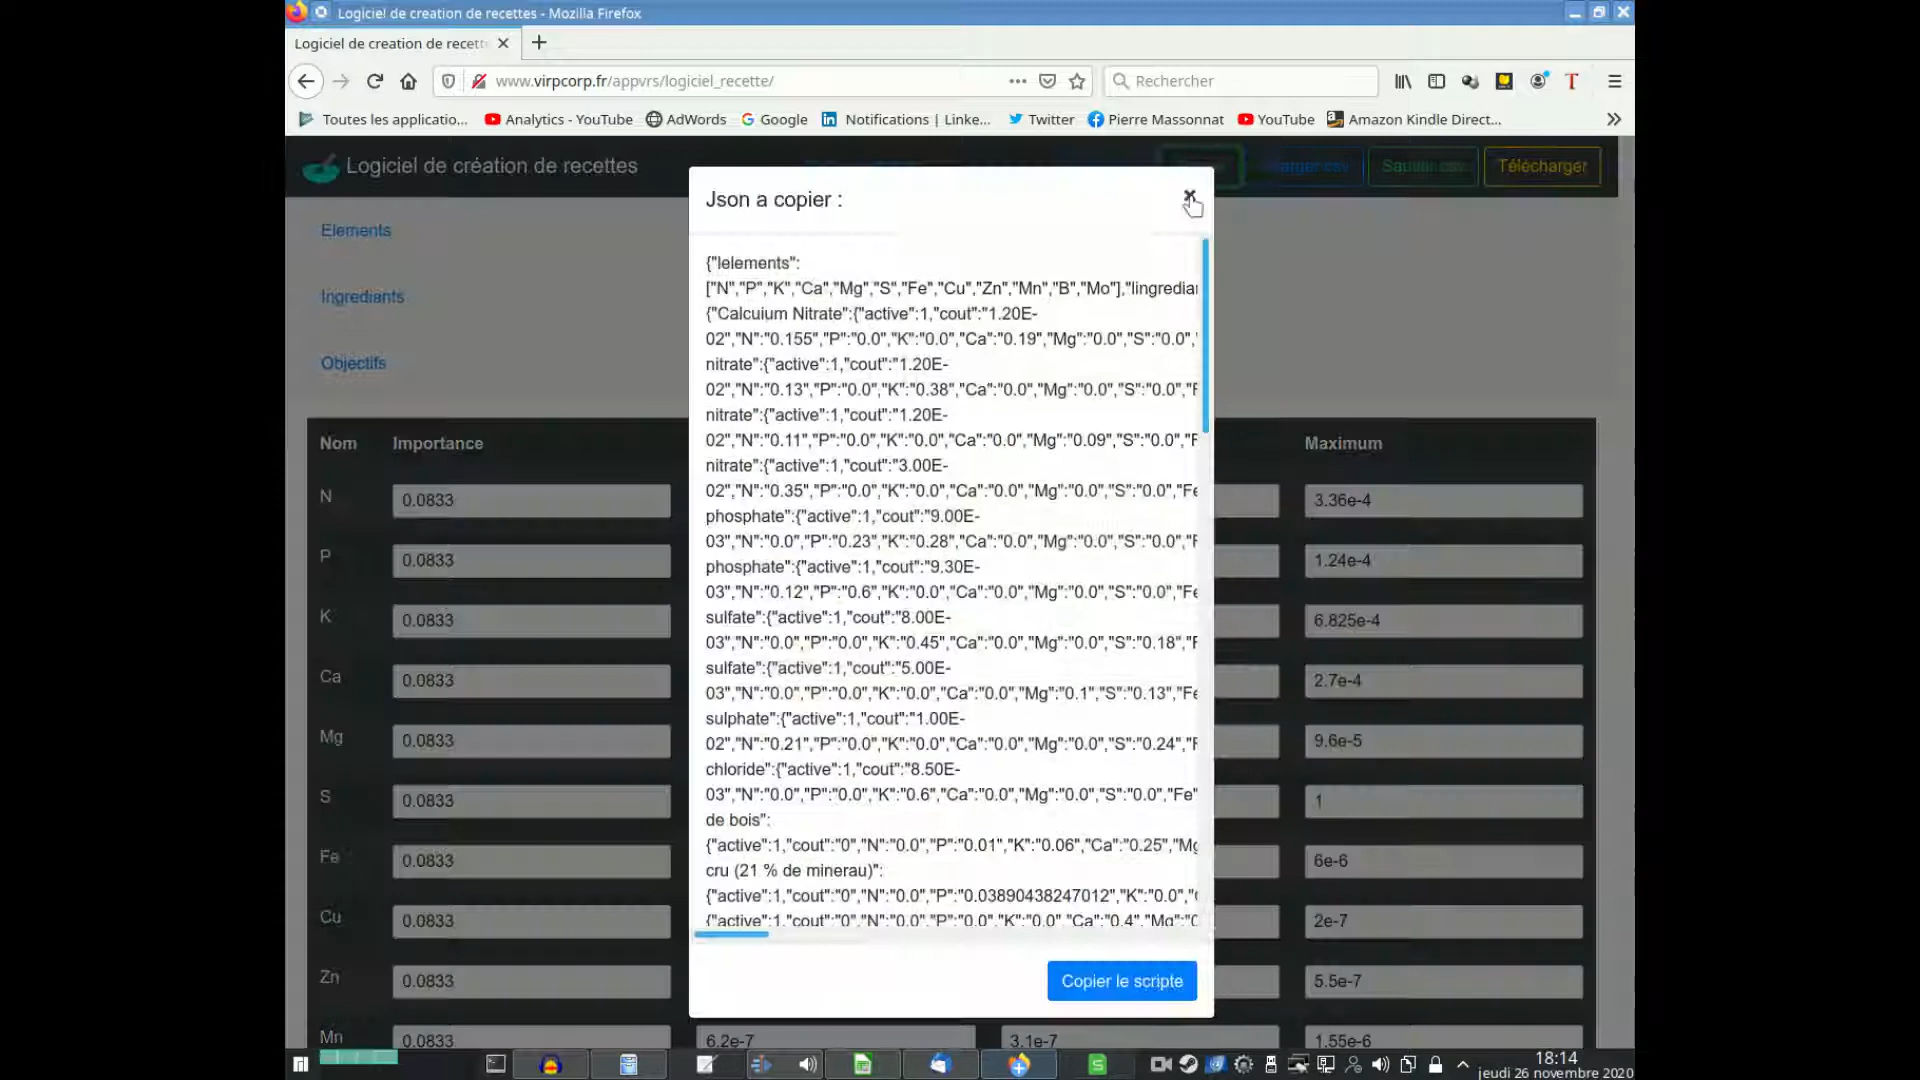 Logiciel de creation de recettes - Mozilla Firefox
Logiciel de creation de recett
www.virpcorp.fr/appvrs/logiciel_recette/
Rechercher
Toutes les applicatio...
Analytics - YouTube
AdWords
Google
Notifications | Linke...
Twitter
Pierre Massonnat
YouTube
Amazon Kindle Direct...
Logiciel de création de recettes
Sauver csv
Télécharger
Elements
Ingrediants
Objectifs
Json a copier :
{"lelements":
["N","P","K","Ca","Mg","S","Fe","Cu","Zn","Mn","B","Mo"],"lingredian
{"Calcuium Nitrate":{"active":1,"cout":"1.20E-
02","N":"0.155","P":"0.0","K":"0.0","Ca":"0.19","Mg":"0.0","S":"0.0","
nitrate":{"active":1,"cout":"1.20E-
02","N":"0.13","P":"0.0","K":"0.38","Ca":"0.0","Mg":"0.0","S":"0.0","F
nitrate":{"active":1,"cout":"1.20E-
02","N":"0.11","P":"0.0","K":"0.0","Ca":"0.0","Mg":"0.09","S":"0.0","F
nitrate":{"active":1,"cout":"3.00E-
02","N":"0.35","P":"0.0","K":"0.0","Ca":"0.0","Mg":"0.0","S":"0.0","Fe
phosphate":{"active":1,"cout":"9.00E-
03","N":"0.0","P":"0.23","K":"0.28","Ca":"0.0","Mg":"0.0","S":"0.0","F
phosphate":{"active":1,"cout":"9.30E-
03","N":"0.12","P":"0.6","K":"0.0","Ca":"0.0","Mg":"0.0","S":"0.0","Fe
sulfate":{"active":1,"cout":"8.00E-
03","N":"0.0","P":"0.0","K":"0.45","Ca":"0.0","Mg":"0.0","S":"0.18","F
sulfate":{"active":1,"cout":"5.00E-
03","N":"0.0","P":"0.0","K":"0.0","Ca":"0.0","Mg":"0.1","S":"0.13","Fe
sulphate":{"active":1,"cout":"1.00E-
02","N":"0.21","P":"0.0","K":"0.0","Ca":"0.0","Mg":"0.0","S":"0.24","F
chloride":{"active":1,"cout":"8.50E-
03","N":"0.0","P":"0.0","K":"0.6","Ca":"0.0","Mg":"0.0","S":"0.0","Fe"
de bois":
{"active":1,"cout":"0","N":"0.0","P":"0.01","K":"0.06","Ca":"0.25","Mg
cru (21 % de minerau)":
{"active":1,"cout":"0","N":"0.0","P":"0.03890438247012","K":"0.0","C
{"active":1,"cout":"0","N":"0.0","P":"0.0","K":"0.0","Ca":"0.4","Mg":"0
Copier le scripte
Nom Importance Maximum
N 0.0833 3.36e-4
P 0.0833 1.24e-4
K 0.0833 6.825e-4
Ca 0.0833 2.7e-4
Mg 0.0833 9.6e-5
S 0.0833 1
Fe 0.0833 6e-6
Cu 0.0833 2e-7
Zn 0.0833 5.5e-7
Mn 0.0833 6.2e-7 3.1e-7 1.55e-6
18:14
jeudi 26 novembre 2020